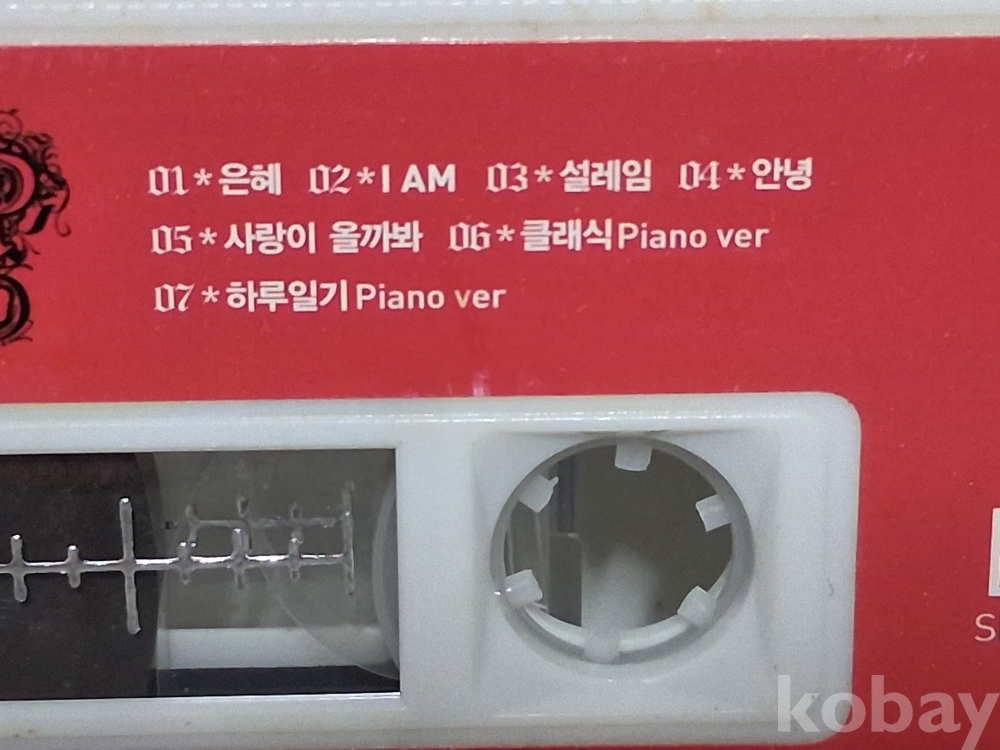 01*은혜 02*I AM 03*설레임 04*안녕
05*사랑이 올까봐 06*클래식 Piano ver
07*하루일기 Piano ver
kobay